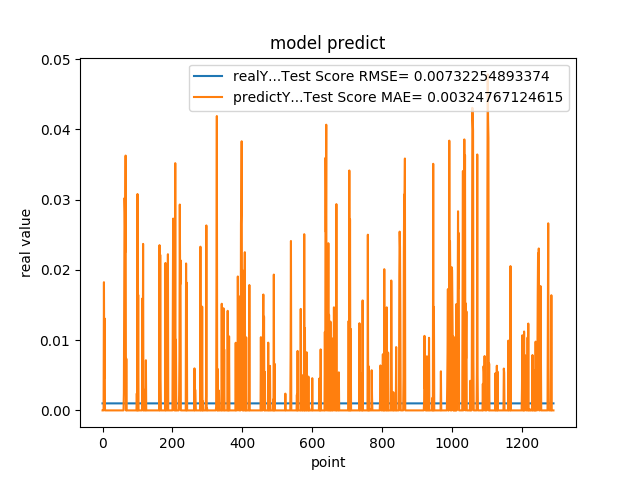 model predict
realY...Test Score RMSE= 0.00732254893374
predictY...Test Score MAE= 0.00324767124615
0.05
0.04
0.03
0.02
0.01
0.00
real value
0 200 400 600 800 1000 1200
point